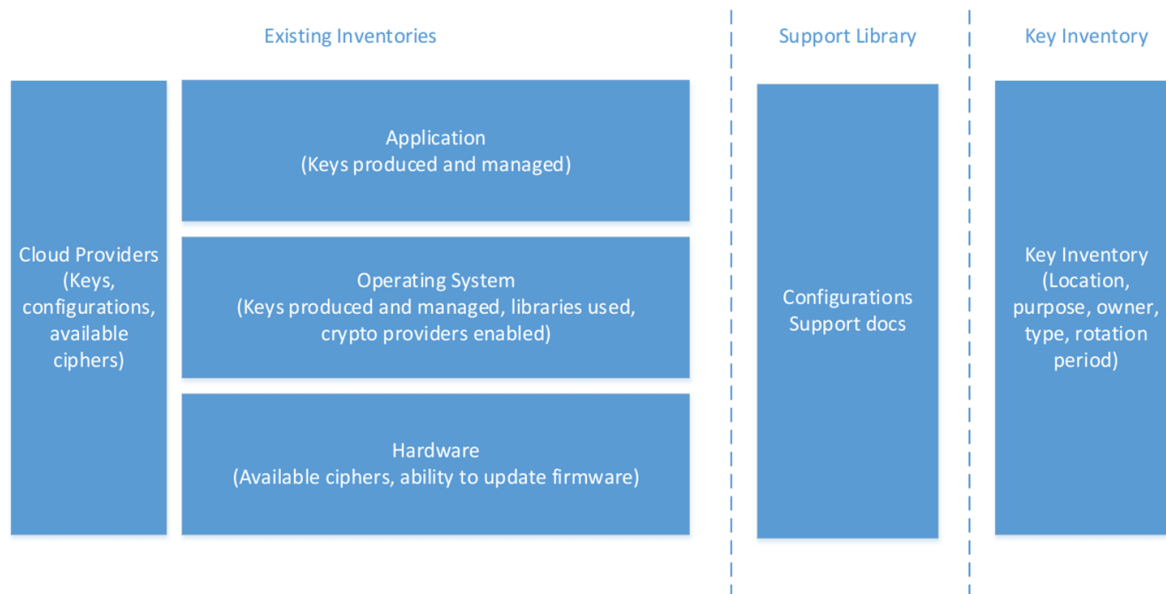 Existing Inventories
Support Library
Key Inventory
Cloud Providers
(Keys,
configurations,
available
ciphers)
Application
(Keys produced and managed)
Operating System
(Keys produced and managed, libraries used,
crypto providers enabled)
Hardware
(Available ciphers, ability to update firmware)
Configurations
Support docs
Key Inventory
(Location,
purpose, owner,
type, rotation
period)